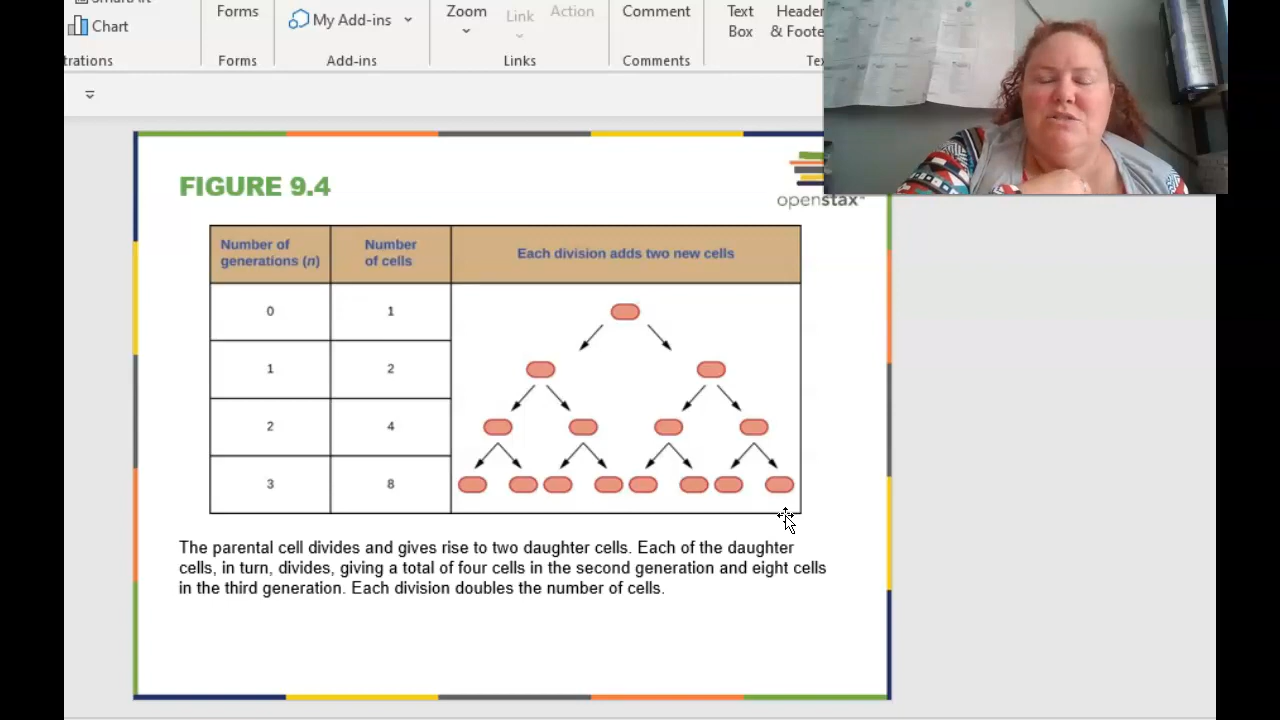 SmartArt
Chart
trations
Forms
Forms
My Add-ins
Add-ins
Zoom
Link
Action
Links
Comment
Comments
Text
Box
Header
& Foote
Tex
FIGURE 9.4
openstax
Number of
generations (n)
Number
of cells
Each division adds two new cells
0
1
1
2
2
4
3
8
The parental cell divides and gives rise to two daughter cells. Each of the daughter
cells, in turn, divides, giving a total of four cells in the second generation and eight cells
in the third generation. Each division doubles the number of cells.